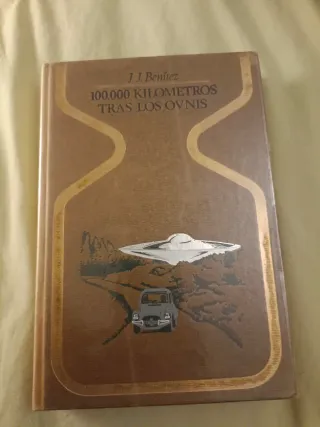 J. J. Benítez
100.000 KILOMETROS
TRAS LOS OVNIS